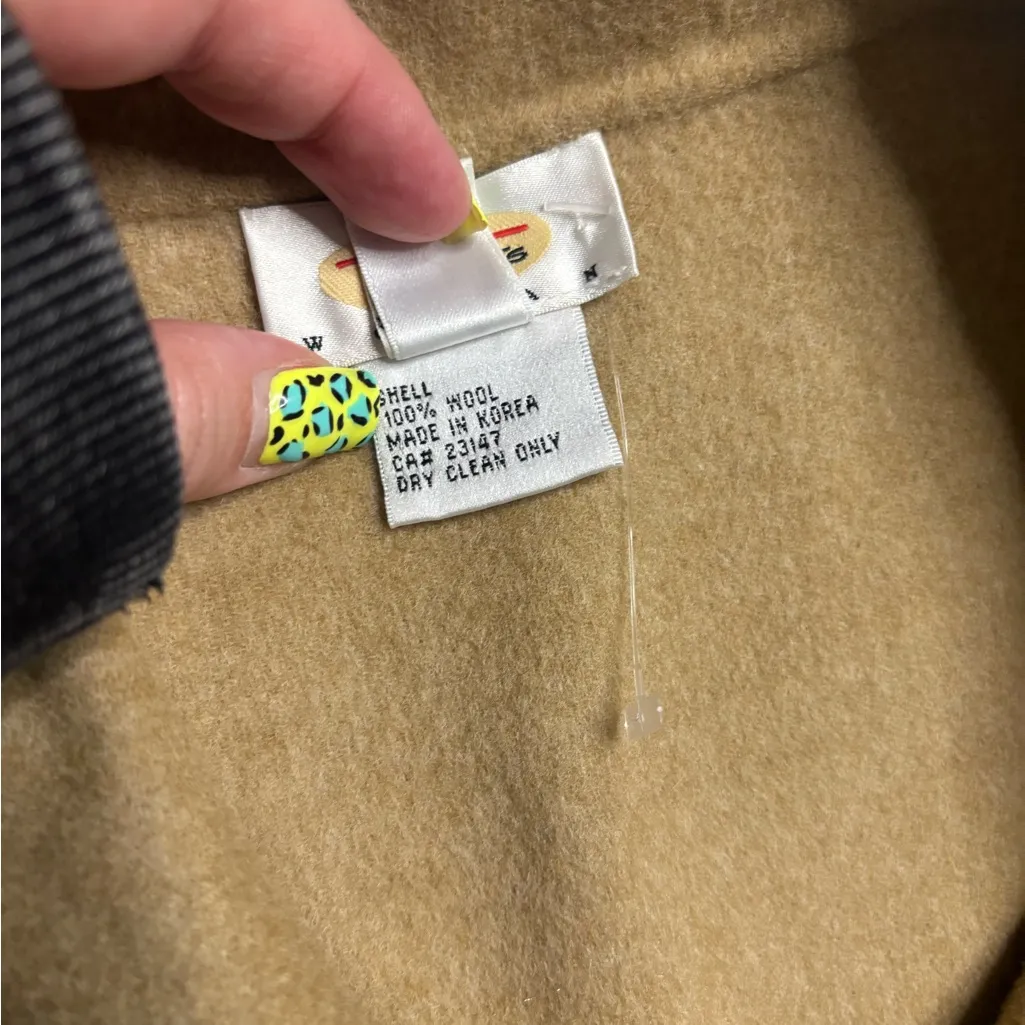 W A N
SHELL
100% WOOL
MADE IN KOREA
CA# 23147
DRY CLEAN ONLY